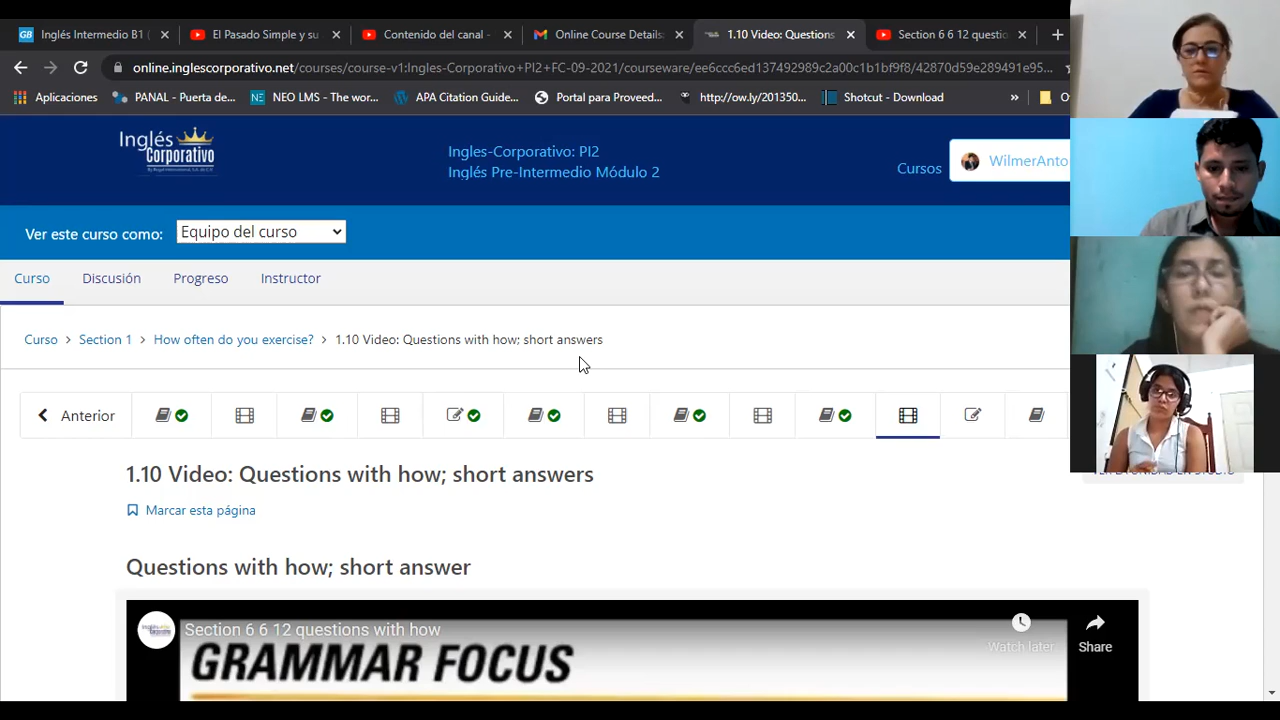 Inglés Intermedio B1 (
El Pasado Simple y su
Contenido del canal -
Online Course Details:
1.10 Video: Questions
Section 6 6 12 questio
online.inglescorporativo.net/courses/course-v1:Ingles-Corp...+PI2+FC-09-2021/courseware/ee6ccc6ed137492989c2a00c1b1bf9f8/42870d59e289491e95...
Aplicaciones
PANAL - Puerta de...
NEO LMS - The wor...
APA Citation Guide...
Portal para Proveed...
http://ow.ly/201350...
Shotcut - Download
»
Inglés
Corporativo
Ingles-Corporativo: PI2
Inglés Pre-Intermedio Módulo 2
Cursos
WilmerAnto
Ver este curso como:
Equipo del curso
Curso
Discusión
Progreso
Instructor
Curso > Section 1 > How often do you exercise? > 1.10 Video: Questions with how; short answers
Anterior
VER LA UNIDAD EN STUDIO
1.10 Video: Questions with how; short answers
Marcar esta página
Questions with how; short answer
Section 6 6 12 questions with how
Watch later
Share
GRAMMAR FOCUS